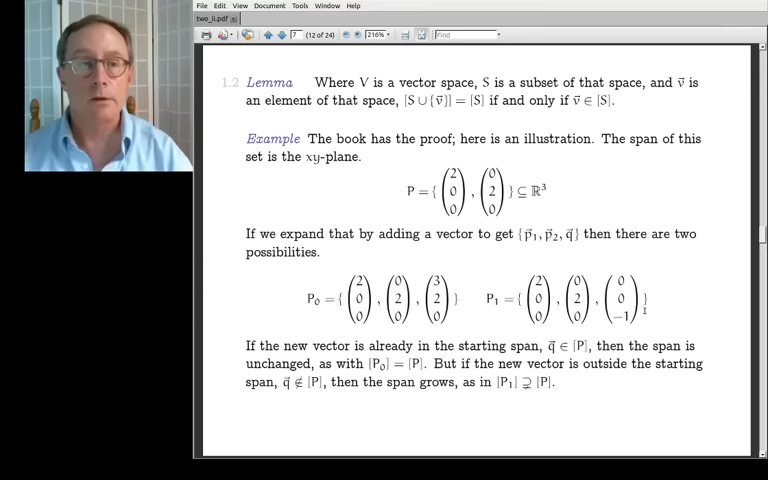 File Edit View Document Tools Window Help
two_ii.pdf
7 (12 of 24) 216% Find
1.2 Lemma Where V is a vector space, S is a subset of that space, and v⃗ is
an element of that space, [S ∪ {v⃗}] = [S] if and only if v⃗ ∈ [S].
Example The book has the proof; here is an illustration. The span of this
set is the xy-plane.
P = { (2 0 0), (0 2 0) } ⊆ ℝ³
If we expand that by adding a vector to get {p⃗₁, p⃗₂, q⃗} then there are two
possibilities.
P₀ = { (2 0 0), (0 2 0), (3 2 0) } P₁ = { (2 0 0), (0 2 0), (0 0 −1) }
If the new vector is already in the starting span, q⃗ ∈ [P], then the span is
unchanged, as with [P₀] = [P]. But if the new vector is outside the starting
span, q⃗ ∉ [P], then the span grows, as in [P₁] ⊋ [P].